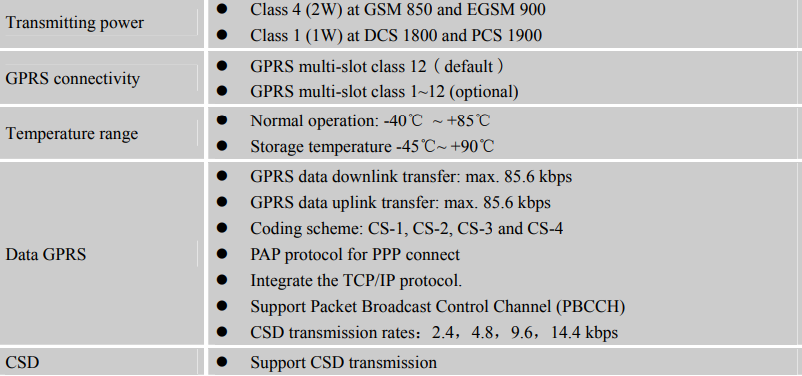 Transmitting power
● Class 4 (2W) at GSM 850 and EGSM 900
● Class 1 (1W) at DCS 1800 and PCS 1900
GPRS connectivity
● GPRS multi-slot class 12（default）
● GPRS multi-slot class 1~12 (optional)
Temperature range
● Normal operation: -40℃ ~ +85℃
● Storage temperature -45℃~ +90℃
Data GPRS
● GPRS data downlink transfer: max. 85.6 kbps
● GPRS data uplink transfer: max. 85.6 kbps
● Coding scheme: CS-1, CS-2, CS-3 and CS-4
● PAP protocol for PPP connect
● Integrate the TCP/IP protocol.
● Support Packet Broadcast Control Channel (PBCCH)
● CSD transmission rates：2.4，4.8，9.6，14.4 kbps
CSD
● Support CSD transmission